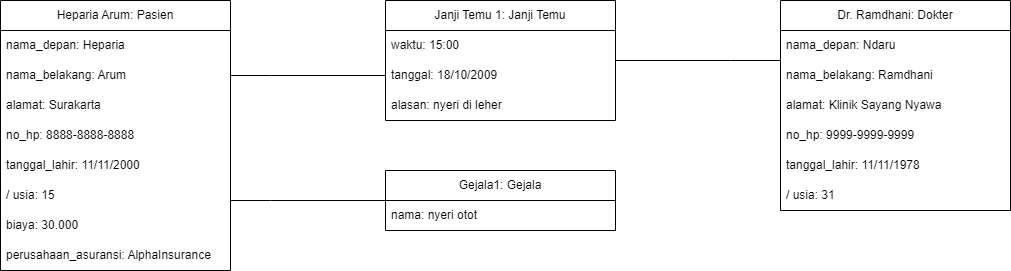 Heparia Arum: Pasien
nama_depan: Heparia
nama_belakang: Arum
alamat: Surakarta
no_hp: 8888-8888-8888
tanggal_lahir: 11/11/2000
/ usia: 15
biaya: 30.000
perusahaan_asuransi: AlphaInsurance
Janji Temu 1: Janji Temu
waktu: 15:00
tanggal: 18/10/2009
alasan: nyeri di leher
Gejala1: Gejala
nama: nyeri otot
Dr. Ramdhani: Dokter
nama_depan: Ndaru
nama_belakang: Ramdhani
alamat: Klinik Sayang Nyawa
no_hp: 9999-9999-9999
tanggal_lahir: 11/11/1978
/ usia: 31